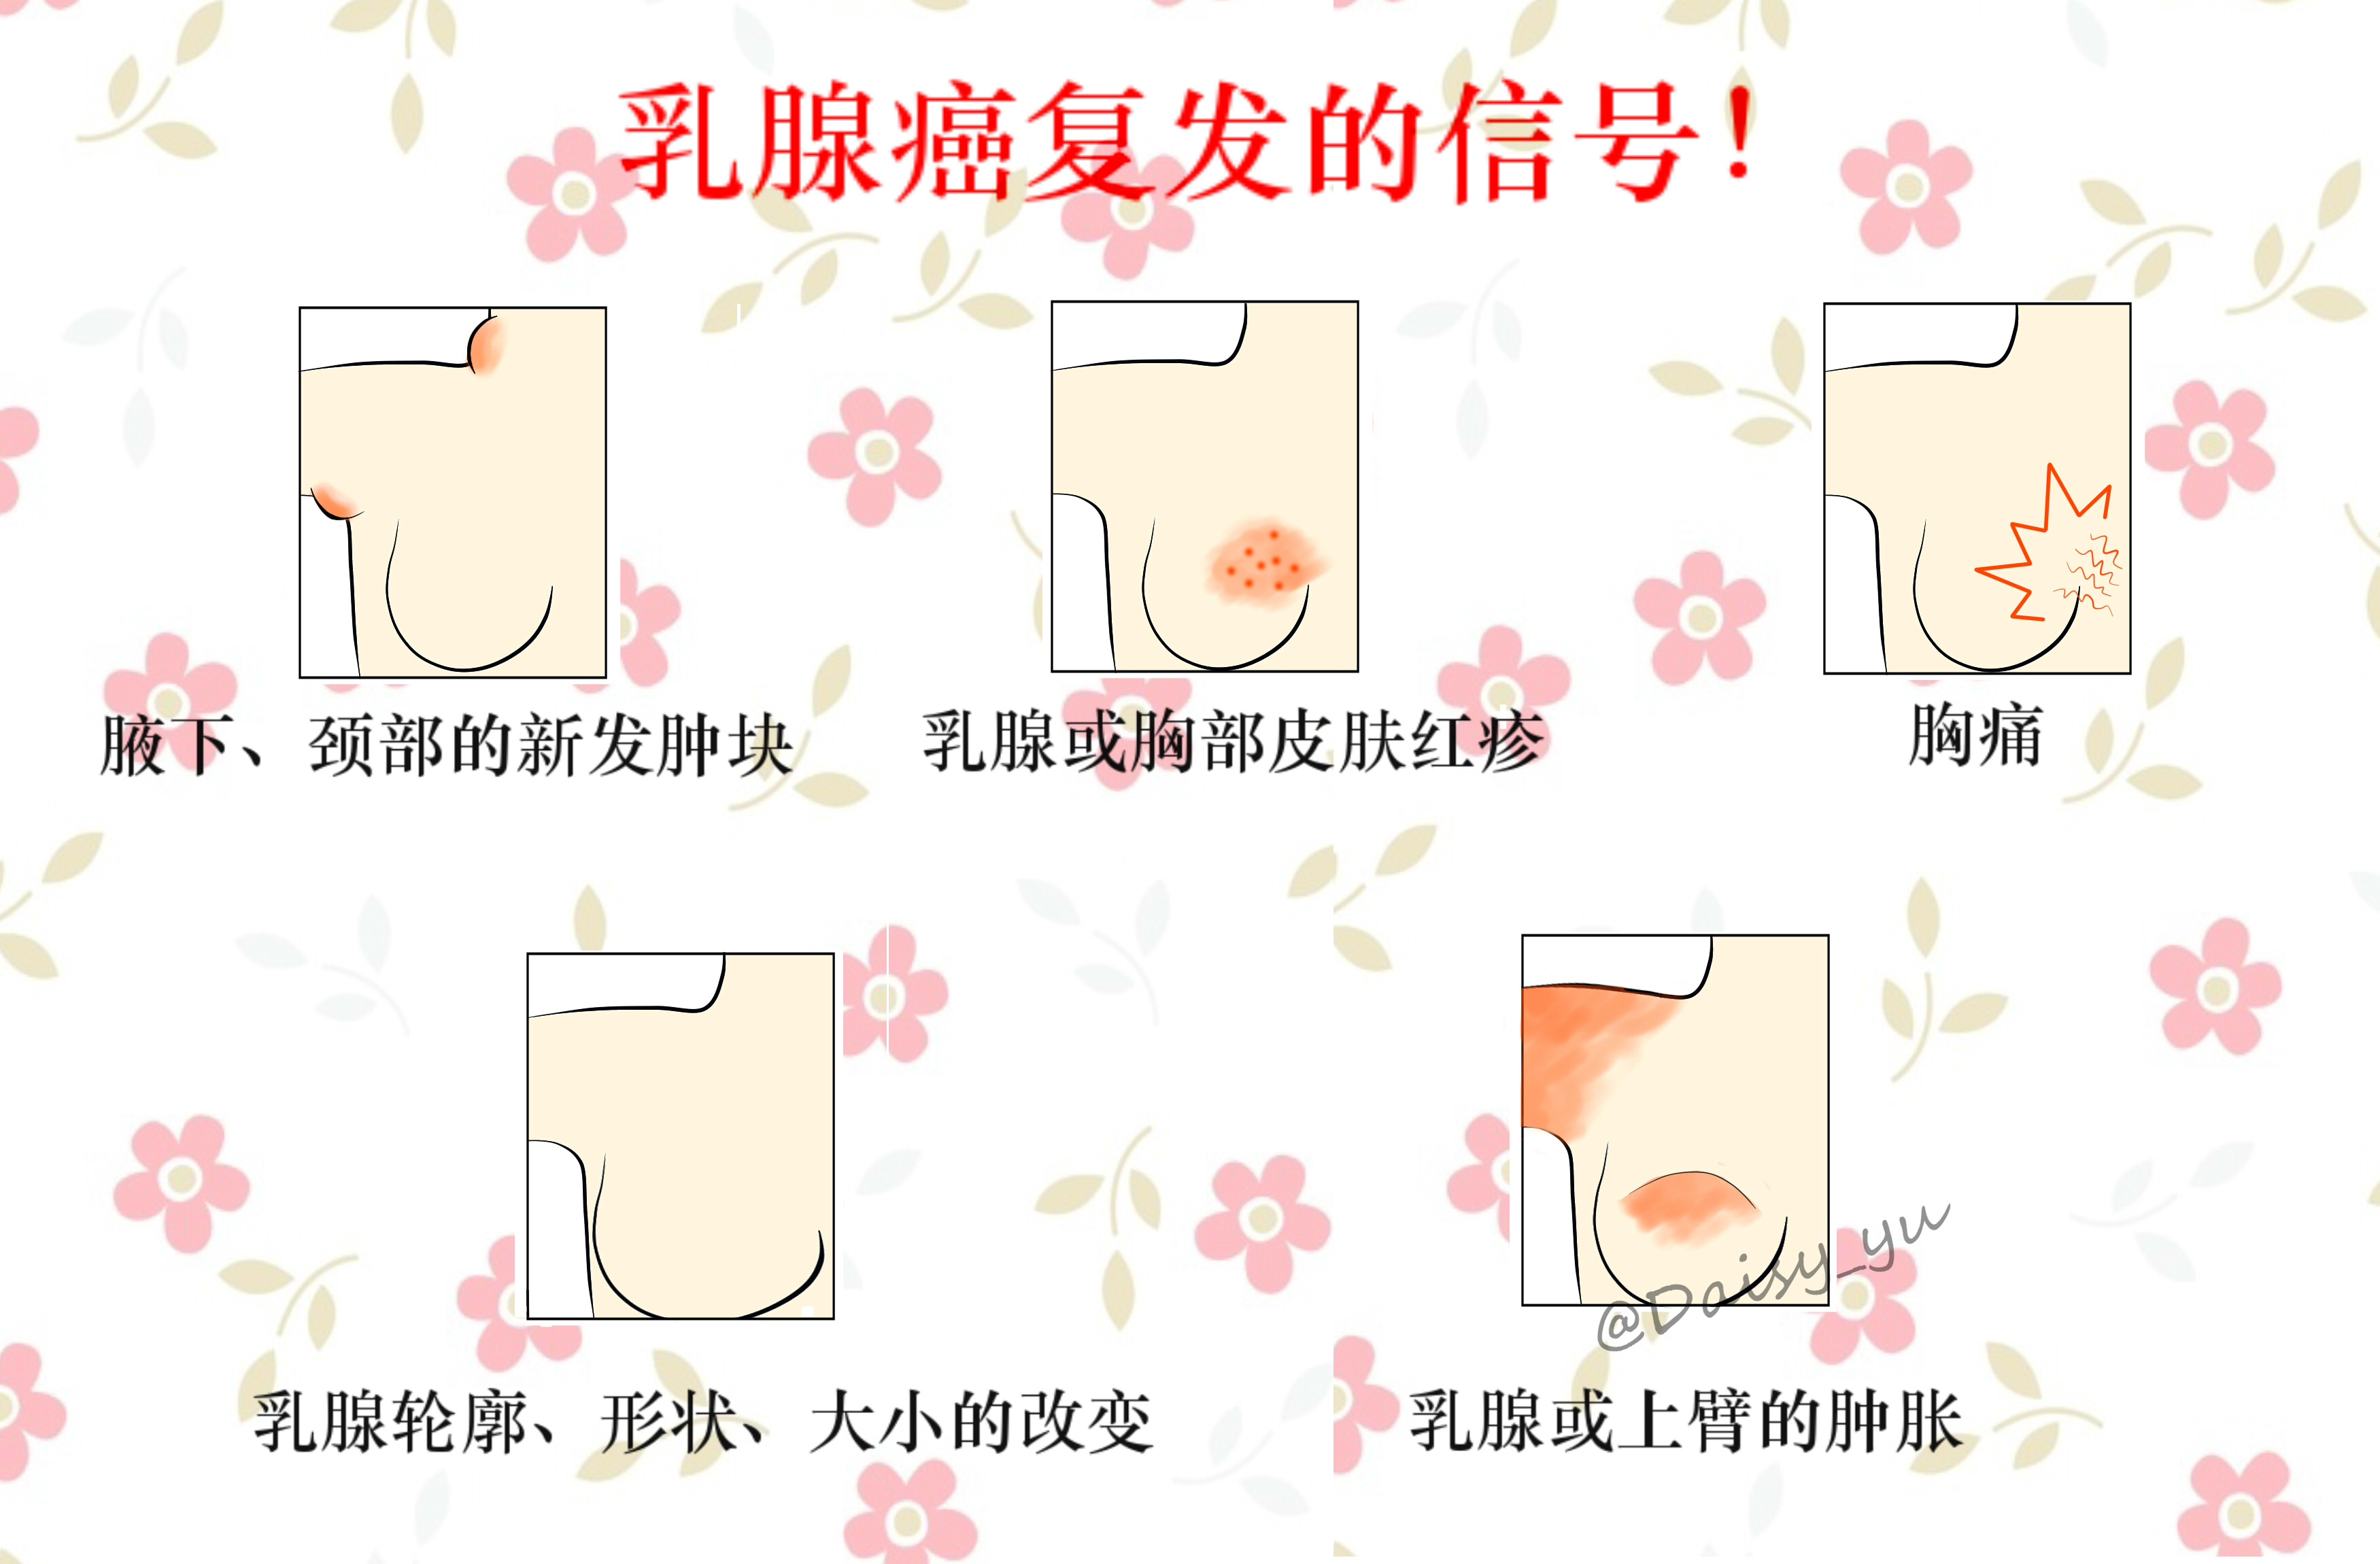 乳腺癌复发的信号！
腋下、颈部的新发肿块
乳腺或胸部皮肤红疹
胸痛
乳腺轮廓、形状、大小的改变
乳腺或上臂的肿胀
@Daisy_yu